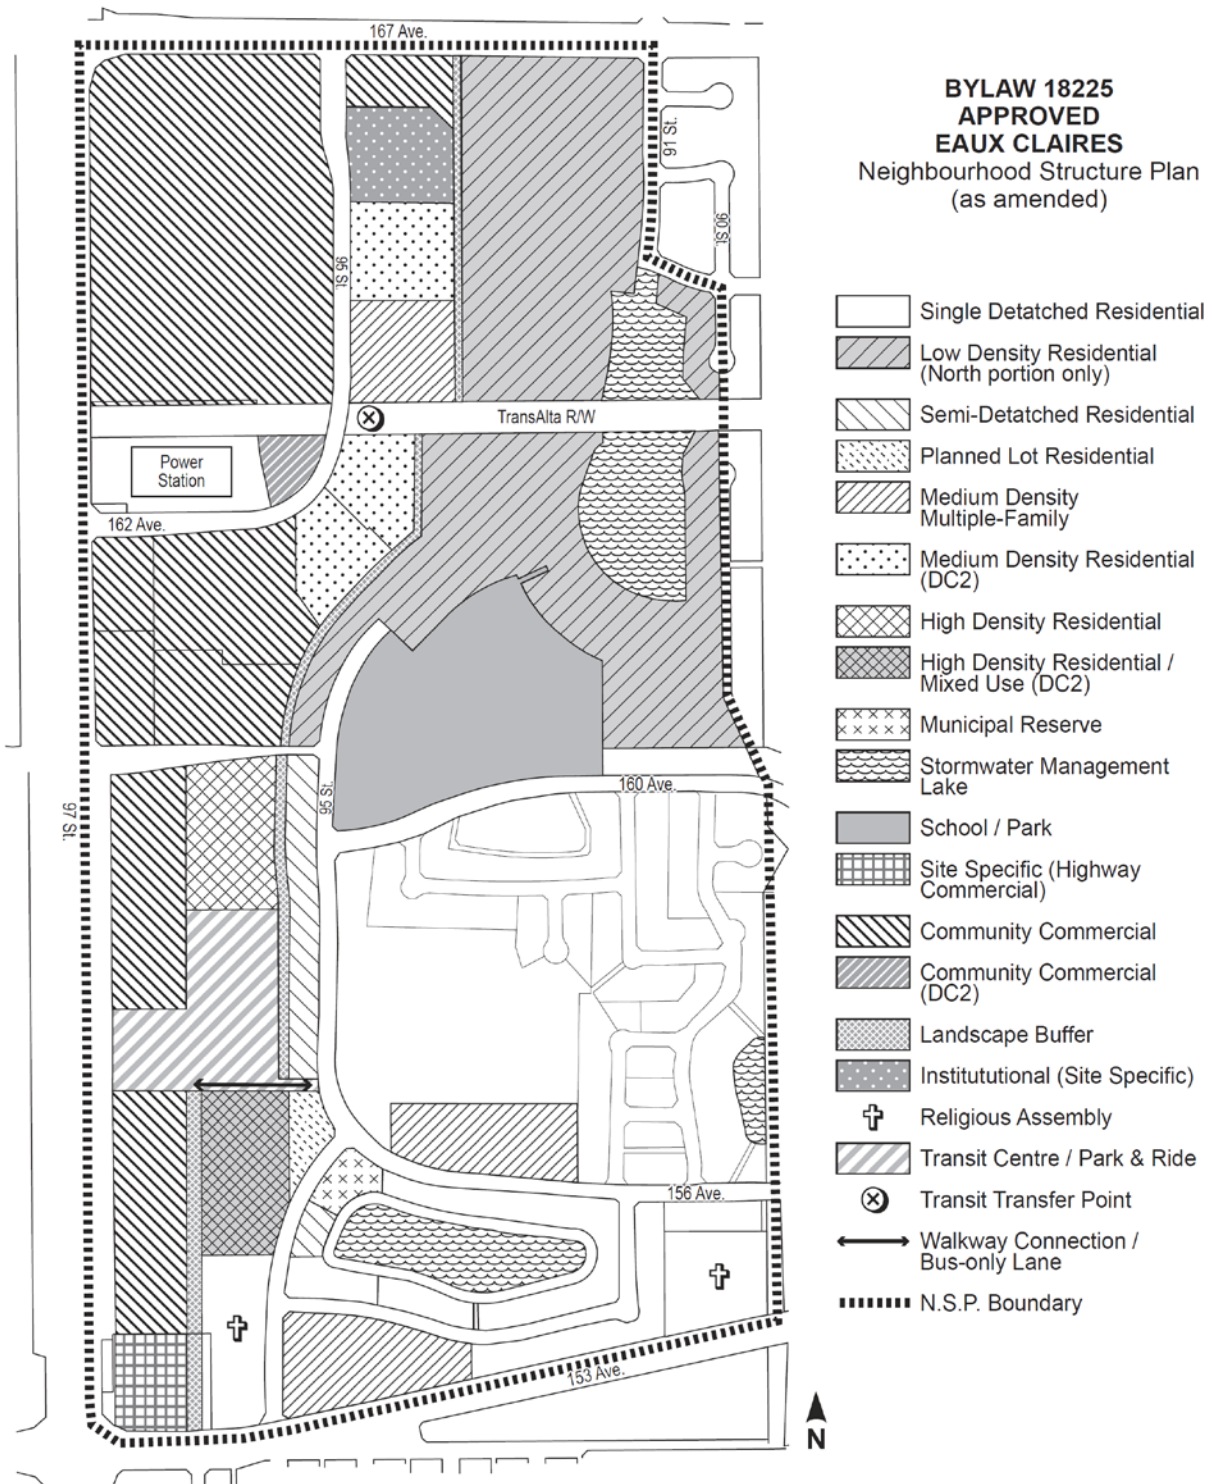 167 Ave.
BYLAW 18225
APPROVED
EAUX CLAIRES
Neighbourhood Structure Plan
(as amended)
91 St.
90 St.
95 St.
TransAlta R/W
Power
Station
162 Ave.
160 Ave.
95 St.
97 St.
156 Ave.
153 Ave.
Single Detatched Residential
Low Density Residential
(North portion only)
Semi-Detatched Residential
Planned Lot Residential
Medium Density
Multiple-Family
Medium Density Residential
(DC2)
High Density Residential
High Density Residential /
Mixed Use (DC2)
Municipal Reserve
Stormwater Management
Lake
School / Park
Site Specific (Highway
Commercial)
Community Commercial
Community Commercial
(DC2)
Landscape Buffer
Institututional (Site Specific)
Religious Assembly
Transit Centre / Park & Ride
Transit Transfer Point
Walkway Connection /
Bus-only Lane
N.S.P. Boundary
N